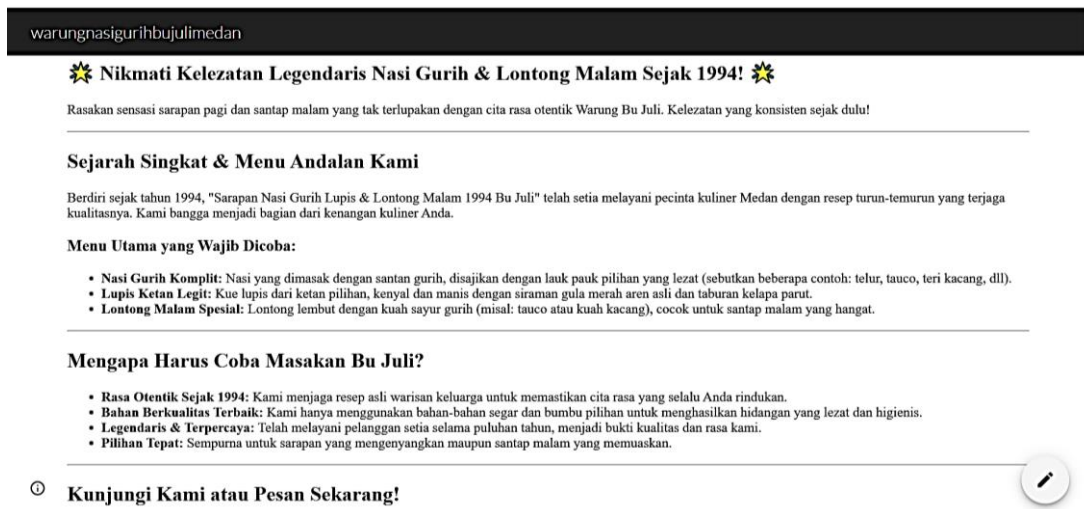 warungnasigurihbujulimedan
🌟 Nikmati Kelezatan Legendaris Nasi Gurih & Lontong Malam Sejak 1994! 🌟
Rasakan sensasi sarapan pagi dan santap malam yang tak terlupakan dengan cita rasa otentik Warung Bu Juli. Kelezatan yang konsisten sejak dulu!
Sejarah Singkat & Menu Andalan Kami
Berdiri sejak tahun 1994, "Sarapan Nasi Gurih Lupis & Lontong Malam 1994 Bu Juli" telah setia melayani pecinta kuliner Medan dengan resep turun-temurun yang terjaga
kualitasnya. Kami bangga menjadi bagian dari kenangan kuliner Anda.
Menu Utama yang Wajib Dicoba:
• Nasi Gurih Komplit: Nasi yang dimasak dengan santan gurih, disajikan dengan lauk pauk pilihan yang lezat (sebutkan beberapa contoh: telur, tauco, teri kacang, dll).
• Lupis Ketan Legit: Kue lupis dari ketan pilihan, kenyal dan manis dengan siraman gula merah aren asli dan taburan kelapa parut.
• Lontong Malam Spesial: Lontong lembut dengan kuah sayur gurih (misal: tauco atau kuah kacang), cocok untuk santap malam yang hangat.
Mengapa Harus Coba Masakan Bu Juli?
• Rasa Otentik Sejak 1994: Kami menjaga resep asli warisan keluarga untuk memastikan cita rasa yang selalu Anda rindukan.
• Bahan Berkualitas Terbaik: Kami hanya menggunakan bahan-bahan segar dan bumbu pilihan untuk menghasilkan hidangan yang lezat dan higienis.
• Legendaris & Terpercaya: Telah melayani pelanggan setia selama puluhan tahun, menjadi bukti kualitas dan rasa kami.
• Pilihan Tepat: Sempurna untuk sarapan yang mengenyangkan maupun santap malam yang memuaskan.
Kunjungi Kami atau Pesan Sekarang!